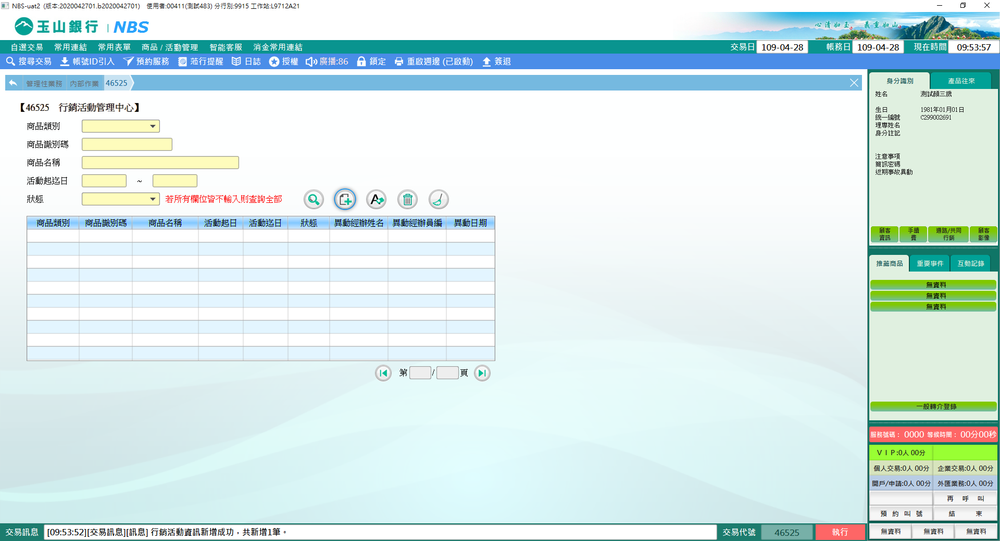 NBS-uat2 (版本:2020042701.b2020042701) 使用者:00411(測試483) 分行別:9915 工作站:L9712A21
玉山銀行 | NBS
心清如玉。 義重如山。
自選交易 常用連結 常用表單 商品 / 活動管理 智能客服 消金常用連結 交易日 109-04-28 帳務日 109-04-28 現在時間 09:53:57
搜尋交易 帳號ID引入 預約服務 蒞行提醒 日誌 授權 廣播:86 鎖定 重啟週邊 (已啟動) 簽退
管理性業務 內部作業 46525
【46525 行銷活動管理中心】
商品類別
商品識別碼
商品名稱
活動起迄日 ~
狀態 若所有欄位皆不輸入則查詢全部
商品類別 商品識別碼 商品名稱 活動起日 活動迄日 狀態 異動經辦姓名 異動經辦員編 異動日期
第 / 頁
身分識別 產品往來
姓名 測試顏三歲
生日 1981年01月01日
統一編號 C299002691
理專姓名
身分註記
注意事項
簡訊密碼
近期事故異動
顧客資訊 手續費 通路/共同行銷 顧客影像
推薦商品 重要事件 互動記錄
無資料
無資料
無資料
一般轉介登錄
服務號碼： 0000 等候時間： 00分00秒
ＶＩＰ:0人 00分
個人交易:0人 00分 企業交易:0人 00分
開戶/申請:0人 00分 外匯業務:0人 00分
再 呼 叫
預 約 叫 號 結 束
無資料 無資料 無資料
交易訊息 [09:53:52][交易訊息][訊息] 行銷活動資訊新增成功，共新增1筆。 交易代號 46525 執行